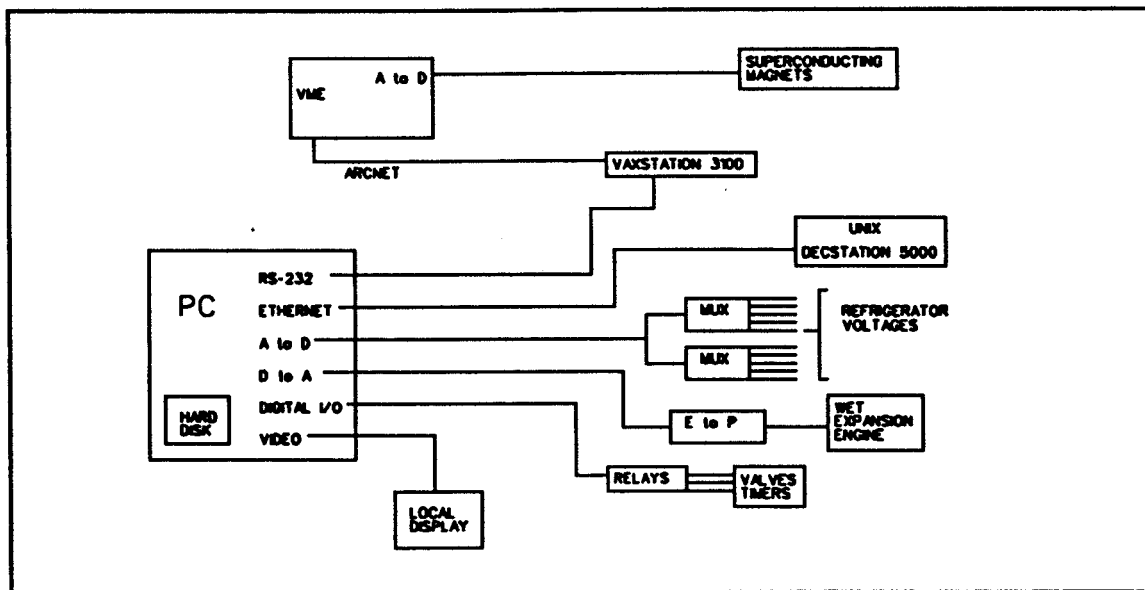 SUPERCONDUCTING
MAGNETS
A to D
VME
ARCNET
VAXSTATION 3100
UNIX
DECSTATION 5000
PC
RS-232
ETHERNET
A to D
D to A
DIGITAL I/O
VIDEO
HARD
DISK
MUX
MUX
REFRIGERATOR
VOLTAGES
E to P
WET
EXPANSION
ENGINE
RELAYS
VALVES
TIMERS
LOCAL
DISPLAY